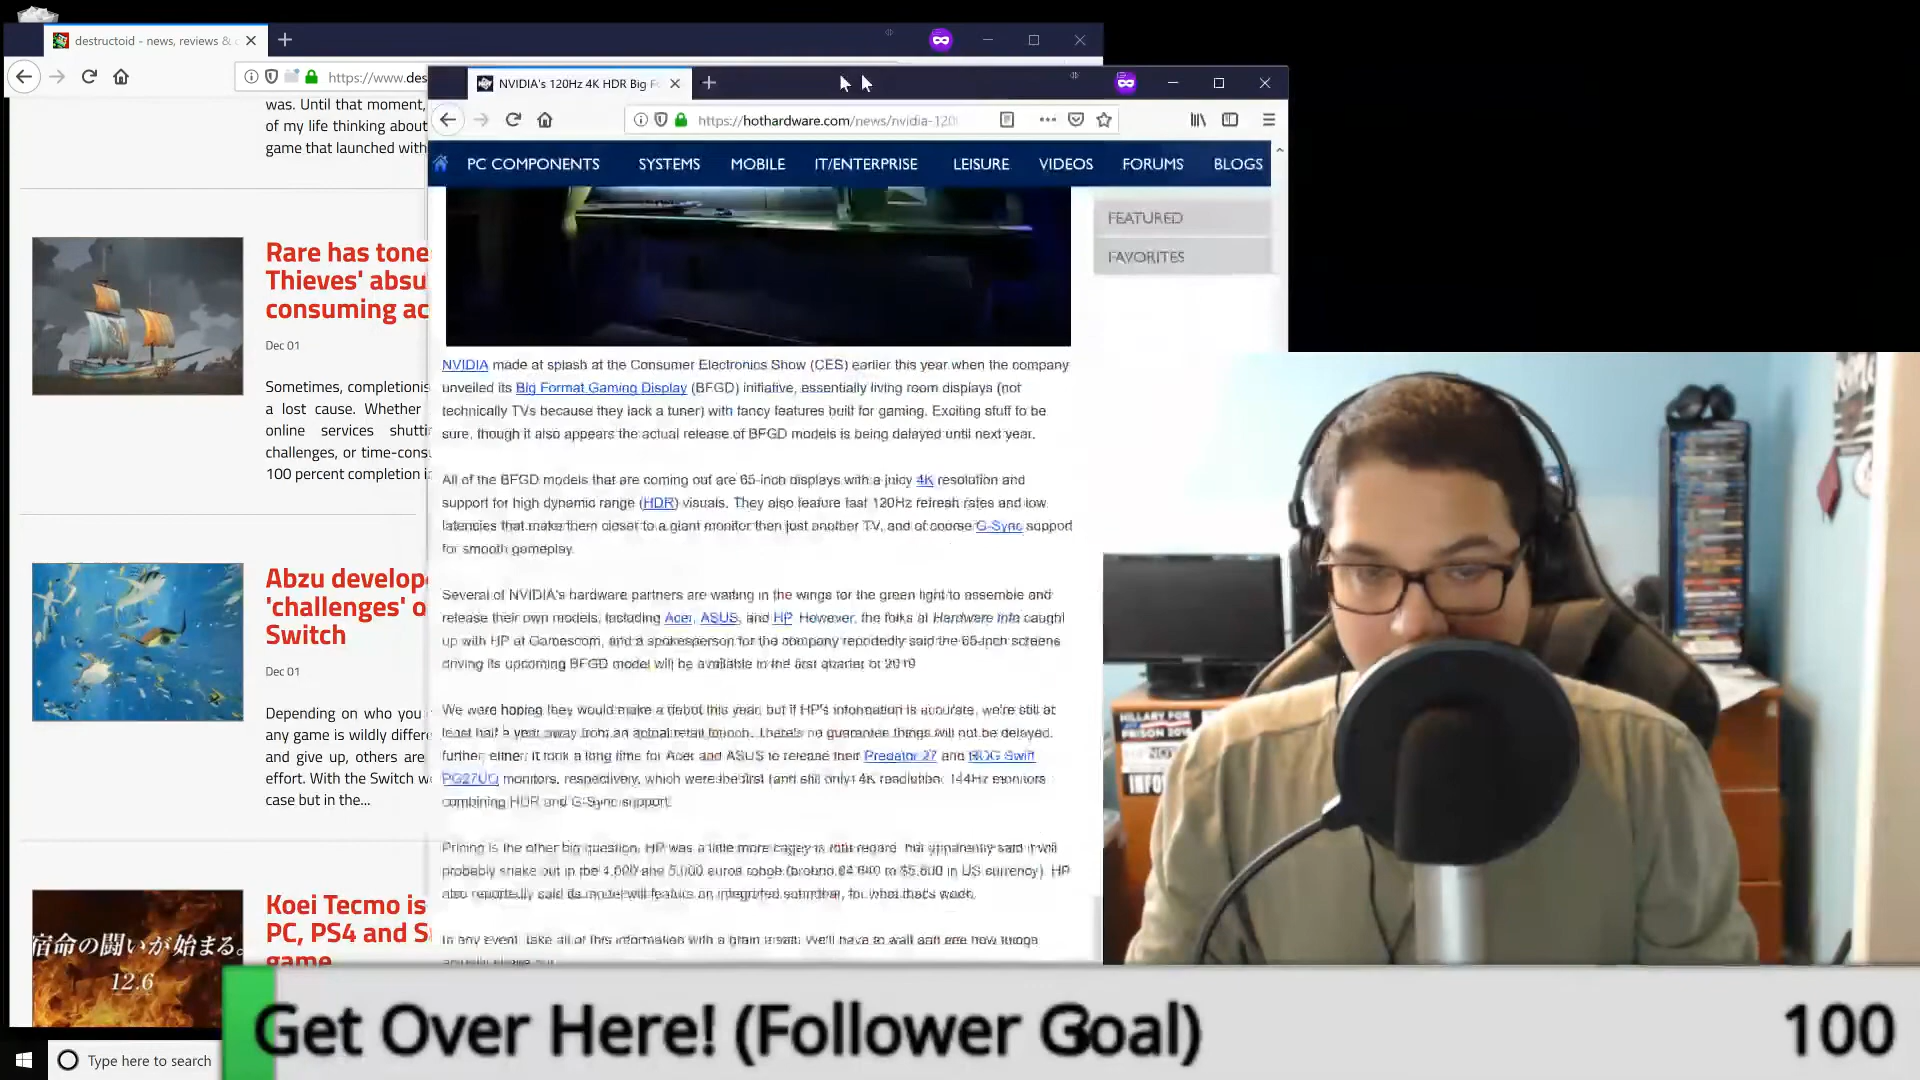 destructoid - news, reviews &
https://www.des
was. Until that moment,
of my life thinking about
game that launched with
Rare has tone
Thieves' absu
consuming ac
Dec 01
Sometimes, completionis
a lost cause. Whether
online services shutti
challenges, or time-cons
100 percent completion i
Abzu develop
'challenges' o
Switch
Dec 01
Depending on who you
any game is wildly differe
and give up, others are
effort. With the Switch w
case but in the...
Koei Tecmo is
PC, PS4 and S
game
宿命の闘いが始まる。
12.6
NVIDIA's 120Hz 4K HDR Big Fo
https://hothardware.com/news/nvidia-120
PC COMPONENTS SYSTEMS MOBILE IT/ENTERPRISE LEISURE VIDEOS FORUMS BLOGS
FEATURED
FAVORITES
NVIDIA made at splash at the Consumer Electronics Show (CES) earlier this year when the company
unveiled its Big Format Gaming Display (BFGD) initiative, essentially living room displays (not
technically TVs because they lack a tuner) with fancy features built for gaming. Exciting stuff to be
sure, though it also appears the actual release of BFGD models is being delayed until next year.
All of the BFGD models that are coming out are 65-inch displays with a juicy 4K resolution and
support for high dynamic range (HDR) visuals. They also feature fast 120Hz refresh rates and low
latencies that make them closer to a giant monitor then just another TV, and of course G-Sync support
for smooth gameplay.
Several of NVIDIA's hardware partners are waiting in the wings for the green light to assemble and
release their own models, including Acer, ASUS, and HP. However, the folks at Hardware Info caught
up with HP at Gamescom, and a spokesperson for the company reportedly said the 65-inch screens
driving its upcoming BFGD model will be available in the first quarter of 2019
We were hoping they would make a debut this year, but if HP's information is accurate, we're still at
least half a year away from an actual retail launch. There's no guarantee things will not be delayed
further either. It took a long time for Acer and ASUS to release their Predator 27 and ROG Swift
PG27UQ monitors, respectively, which were the first (and still only) 4K resolution, 144Hz monitors
combining HDR and G-Sync support.
Pricing is the other big question. HP was a little more cagey in that regard, but apparently said it will
probably shake out in the 4,000 and 5,000 euros range
also reportedly said its model will feature an integrated soundbar, for what that's worth.
In any event, take all of this information with a grain of salt. We'll have to wait and see how things
HILLARY FOR
PRISON 2016
INFO
Type here to search
Get Over Here! (Follower Goal)
100